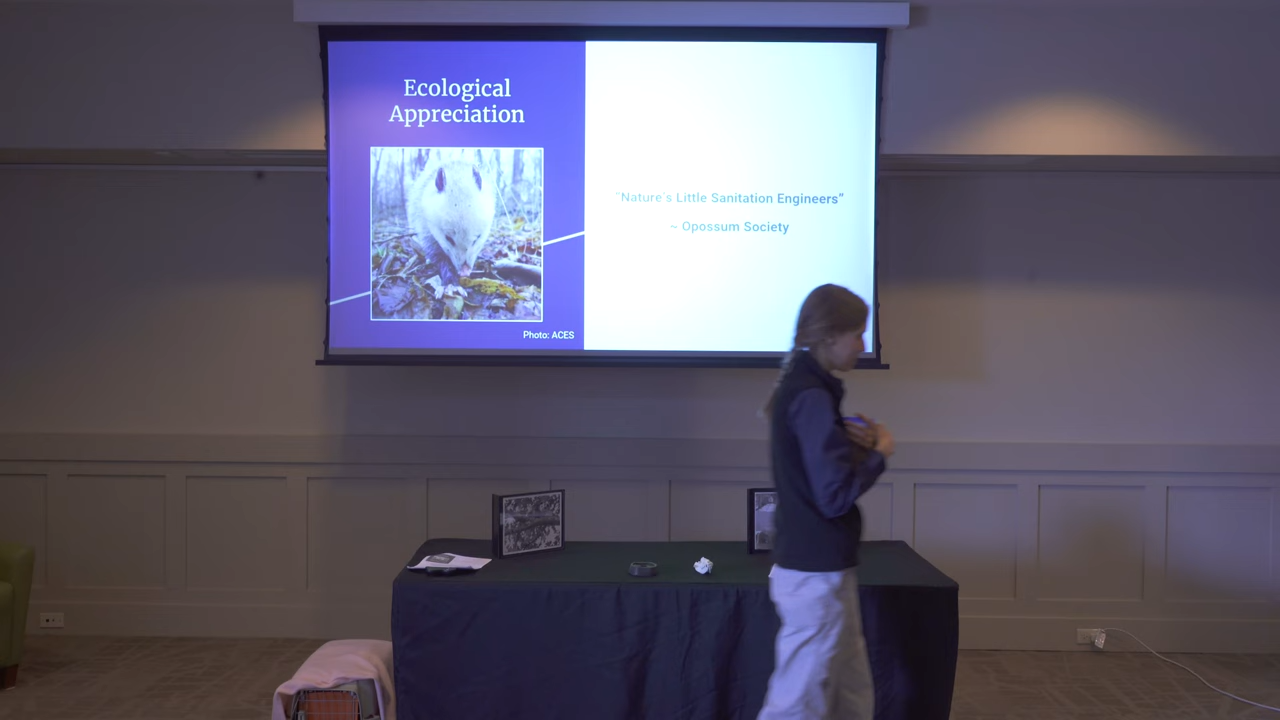 Ecological
Appreciation
"Nature's Little Sanitation Engineers"
~ Opossum Society
Photo: ACES